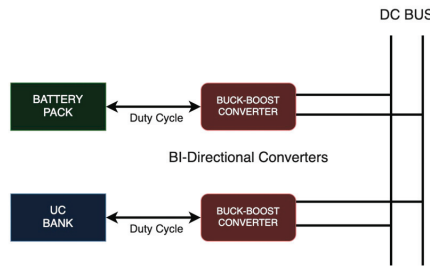 DC BUS
BATTERY
PACK
Duty Cycle
BUCK-BOOST
CONVERTER
BI-Directional Converters
UC
BANK
Duty Cycle
BUCK-BOOST
CONVERTER